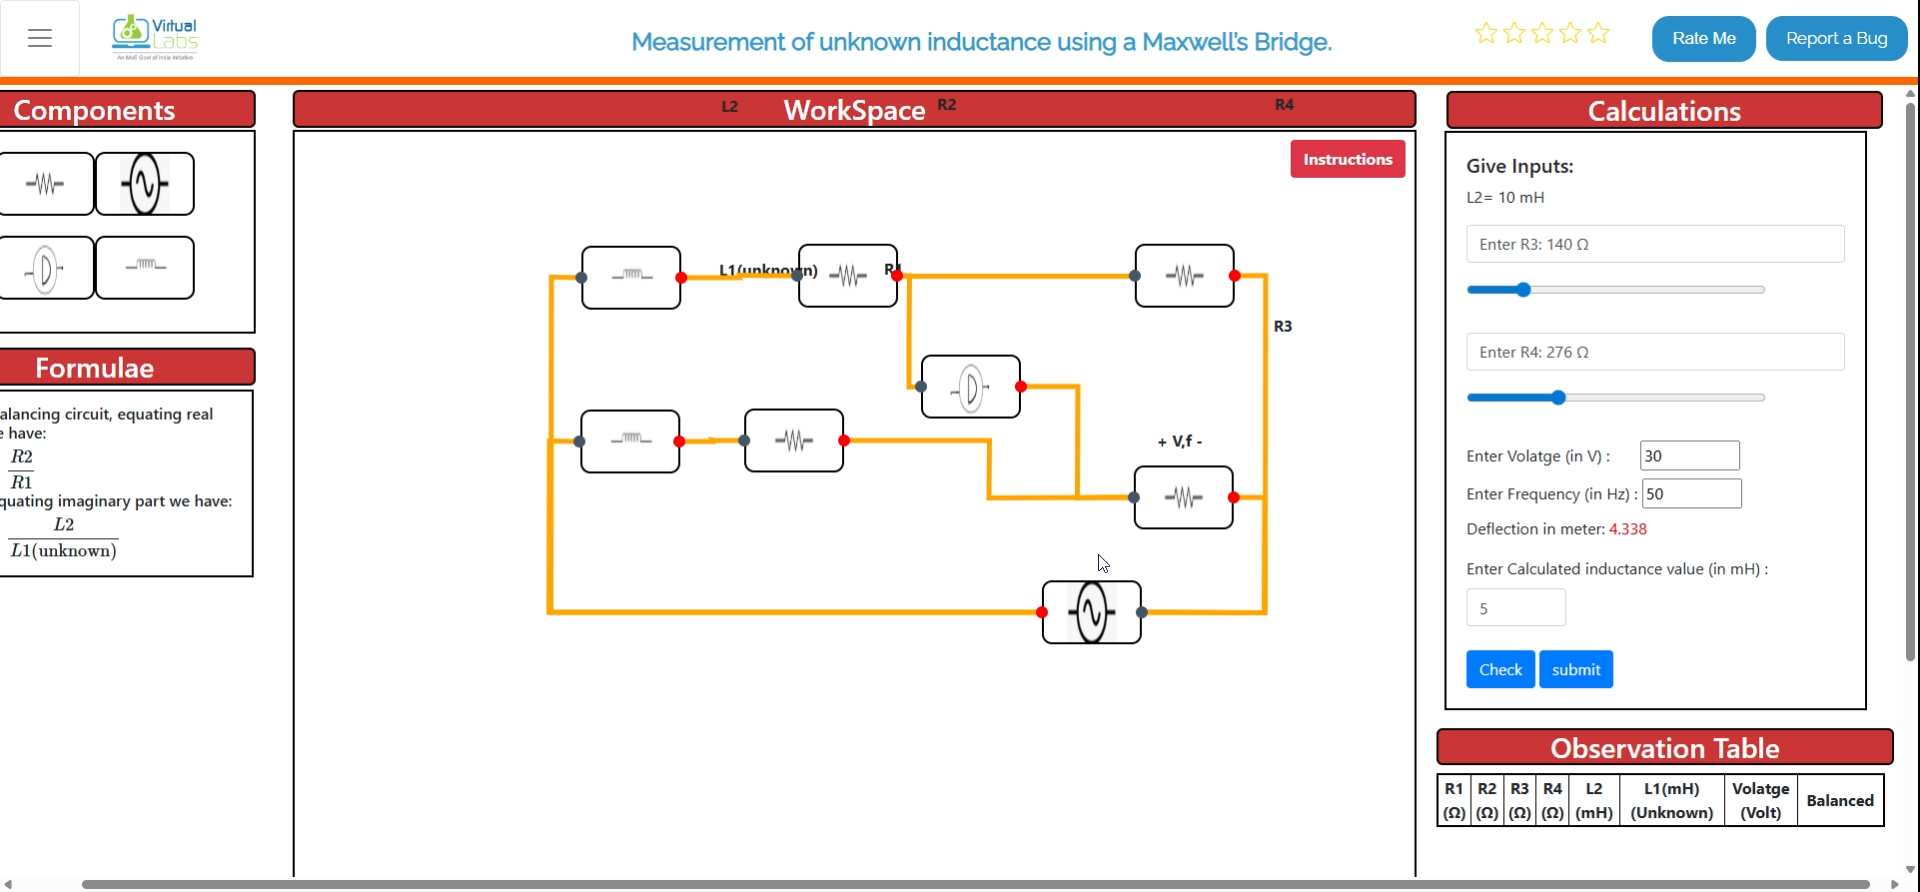 Virtual
Labs
An MoE Govt of India Initiative
Measurement of unknown inductance using a Maxwell's Bridge.
Rate Me
Report a Bug
Components
L2
WorkSpace
R2
R4
Calculations
Instructions
Give Inputs:
L2= 10 mH
Enter R3: 140 Ω
Enter R4: 276 Ω
Enter Volatge (in V) :
30
Enter Frequency (in Hz) :
50
Deflection in meter: 4.338
Enter Calculated inductance value (in mH) :
5
Check
submit
L1(unknown)
R1
R3
D
+ V,f -
D
Formulae
alancing circuit, equating real
e have:
R2
R1
quating imaginary part we have:
L2
L1(unknown)
Observation Table
R1 (Ω)
R2 (Ω)
R3 (Ω)
R4 (Ω)
L2 (mH)
L1(mH) (Unknown)
Volatge (Volt)
Balanced